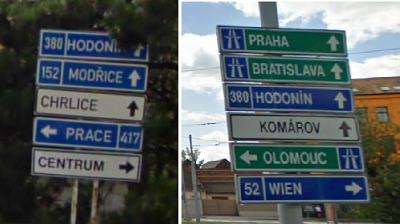 380 HODONÍN
152 MODŘICE
CHRLICE
PRACE 417
CENTRUM
PRAHA
BRATISLAVA
380 HODONÍN
KOMÁROV
OLOMOUC
52 WIEN